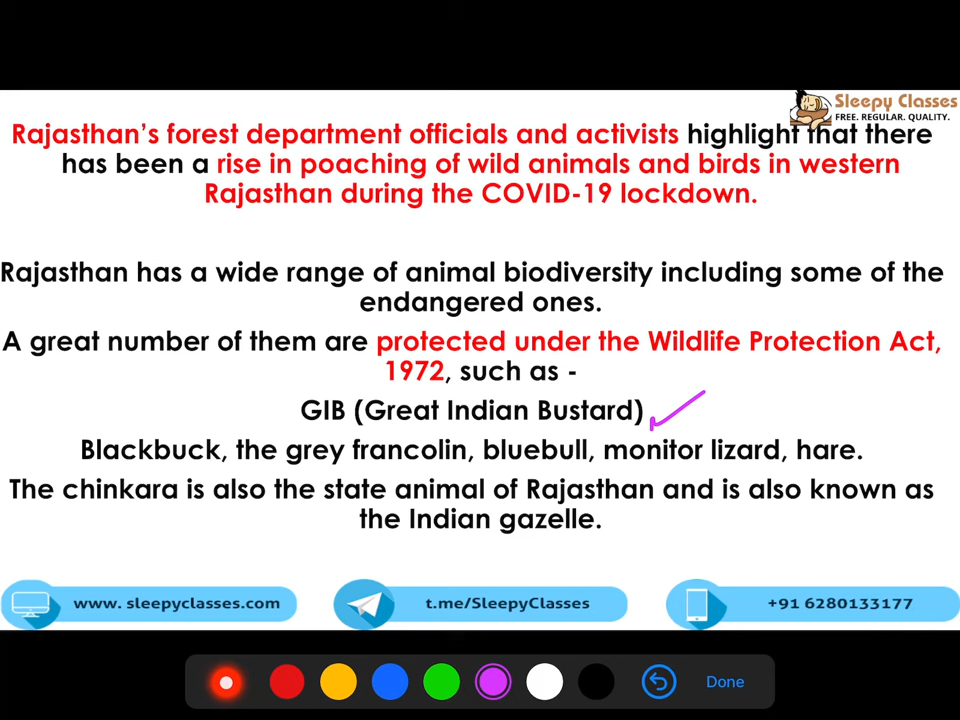 Sleepy Classes
FREE. REGULAR. QUALITY.
Rajasthan's forest department officials and activists highlight that there
has been a rise in poaching of wild animals and birds in western
Rajasthan during the COVID-19 lockdown.
Rajasthan has a wide range of animal biodiversity including some of the
endangered ones.
A great number of them are protected under the Wildlife Protection Act,
1972, such as -
GIB (Great Indian Bustard)
Blackbuck, the grey francolin, bluebull, monitor lizard, hare.
The chinkara is also the state animal of Rajasthan and is also known as
the Indian gazelle.
www. sleepyclasses.com
t.me/SleepyClasses
+91 6280133177
Done